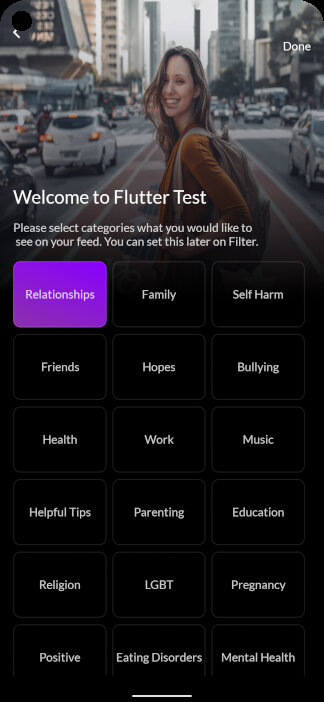 Done
Welcome to Flutter Test
Please select categories what you would like to
see on your feed. You can set this later on Filter.
Relationships Family Self Harm
Friends Hopes Bullying
Health Work Music
Helpful Tips Parenting Education
Religion LGBT Pregnancy
Positive Eating Disorders Mental Health